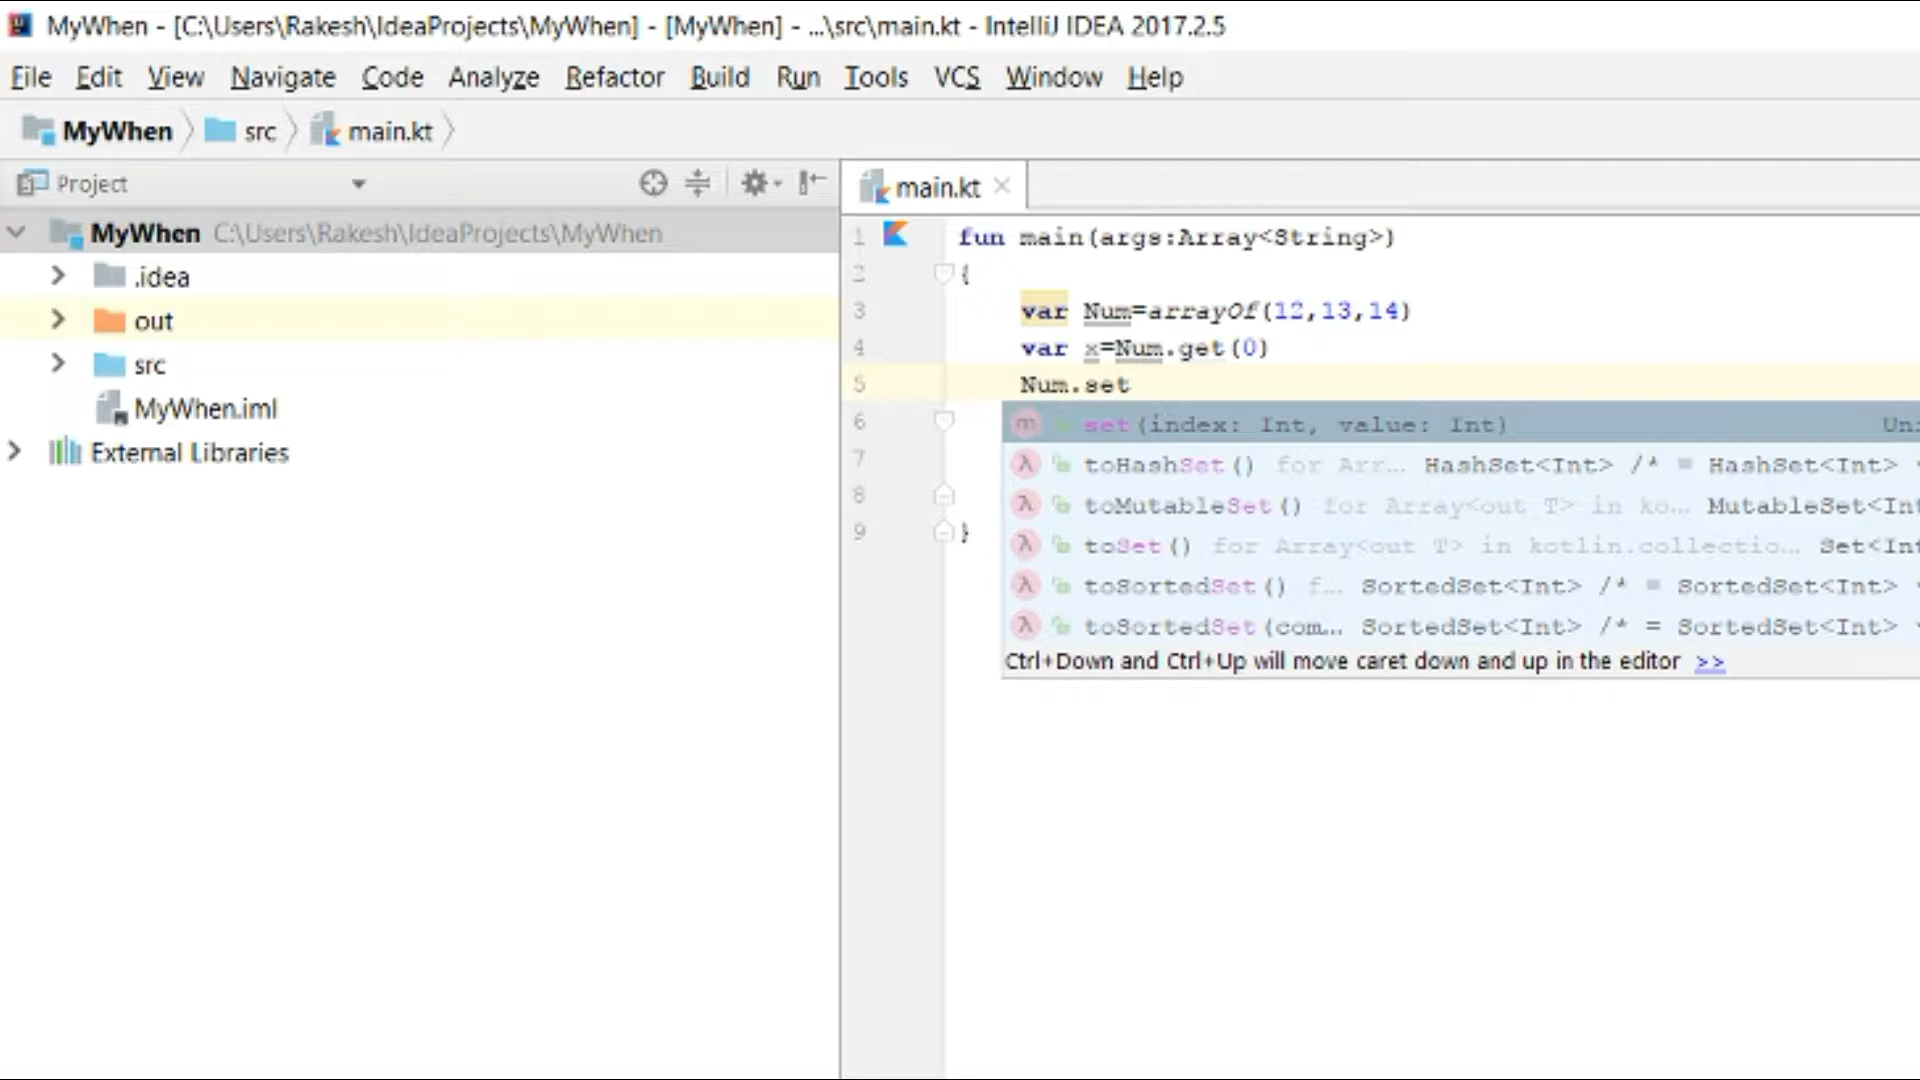 MyWhen - [C:\Users\Rakesh\IdeaProjects\MyWhen] - [MyWhen] - ...\src\main.kt - IntelliJ IDEA 2017.2.5
File Edit View Navigate Code Analyze Refactor Build Run Tools VCS Window Help
MyWhen src main.kt
Project
main.kt
MyWhen C:\Users\Rakesh\IdeaProjects\MyWhen
.idea
out
src
MyWhen.iml
External Libraries
1 fun main(args:Array<String>)
2 {
3 var Num=arrayOf(12,13,14)
4 var x=Num.get(0)
5 Num.set
6
7
8
9 }
set(index: Int, value: Int) Uni
toHashSet() for Arr... HashSet<Int> /* = HashSet<Int>
toMutableSet() for Array<out T> in ko... MutableSet<Int
toSet() for Array<out T> in kotlin.collectio... Set<Int
toSortedSet() f... SortedSet<Int> /* = SortedSet<Int>
toSortedSet(com... SortedSet<Int> /* = SortedSet<Int>
Ctrl+Down and Ctrl+Up will move caret down and up in the editor >>